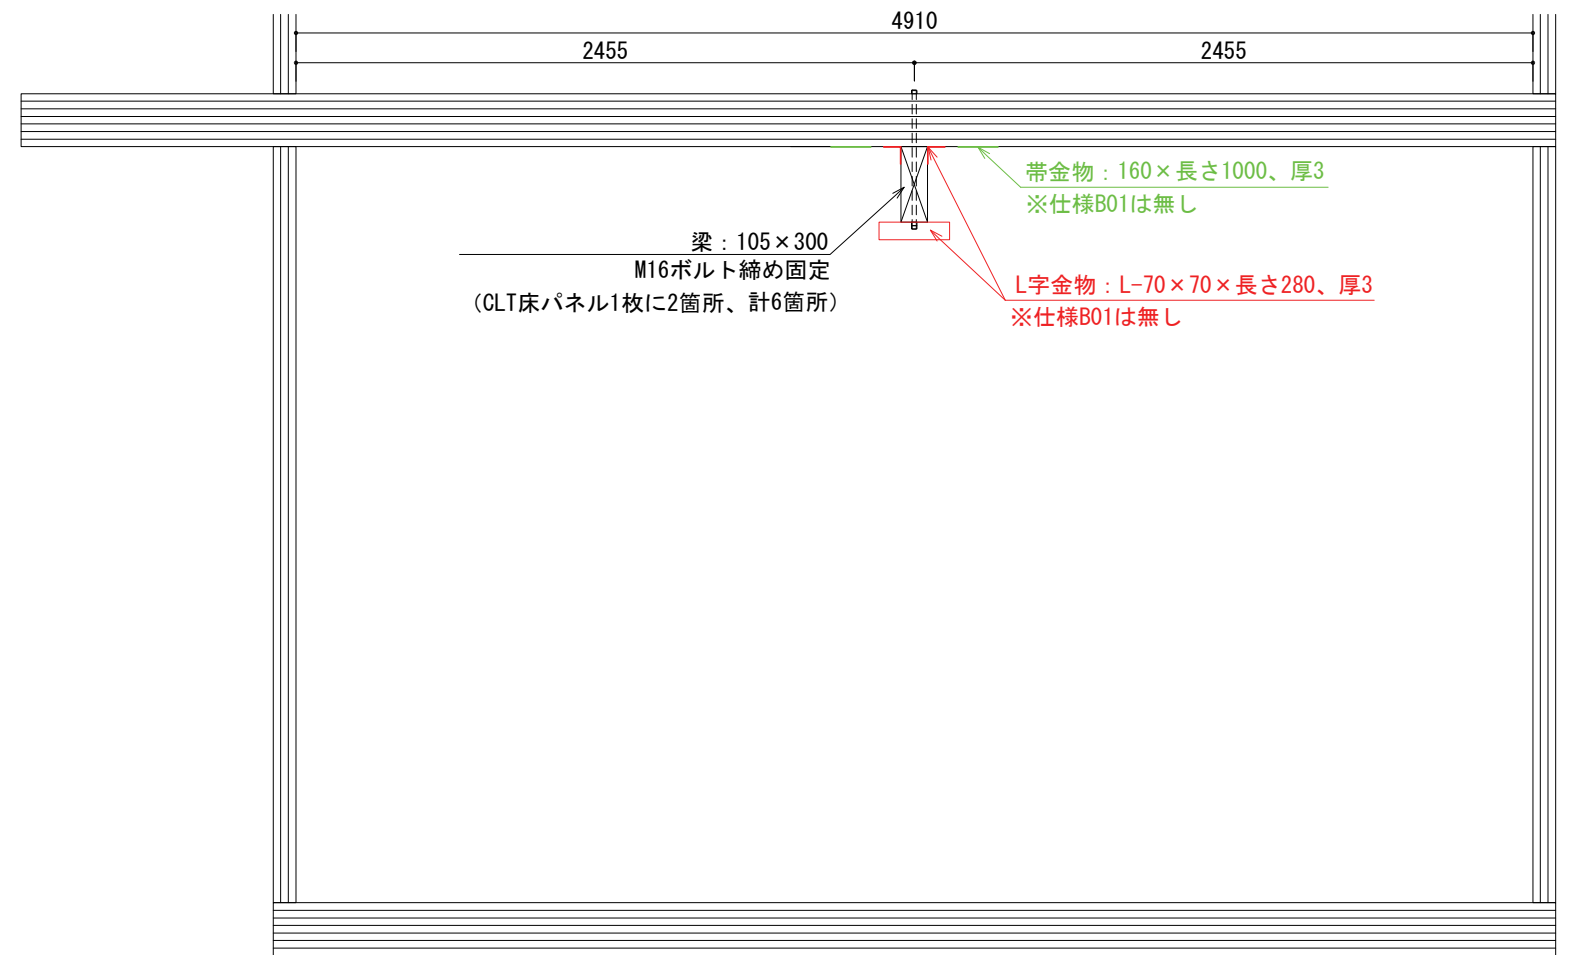 4910
2455
2455
帯金物：160×長さ1000、厚3
※仕様B01は無し
梁：105×300
M16ボルト締め固定
（CLT床パネル1枚に2箇所、計6箇所）
L字金物：L-70×70×長さ280、厚3
※仕様B01は無し